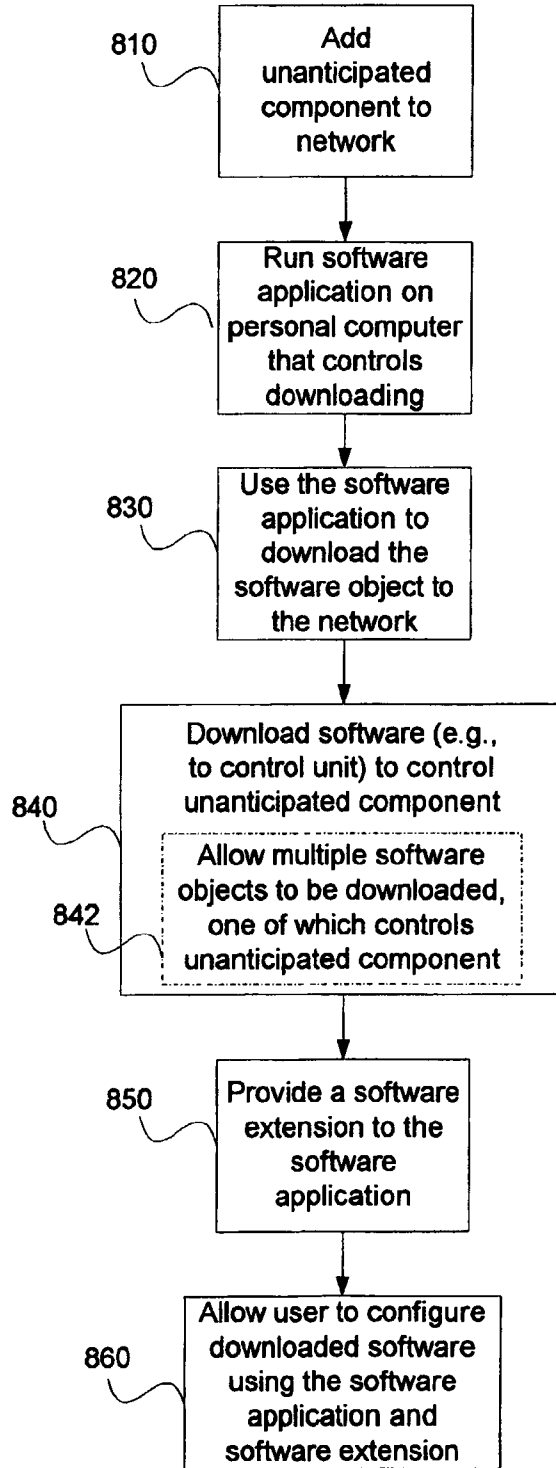 810
Add
unanticipated
component to
network
820
Run software
application on
personal computer
that controls
downloading
830
Use the software
application to
download the
software object to
the network
840
Download software (e.g.,
to control unit) to control
unanticipated component
842
Allow multiple software
objects to be downloaded,
one of which controls
unanticipated component
850
Provide a software
extension to the
software
application
860
Allow user to configure
downloaded software
using the software
application and
software extension